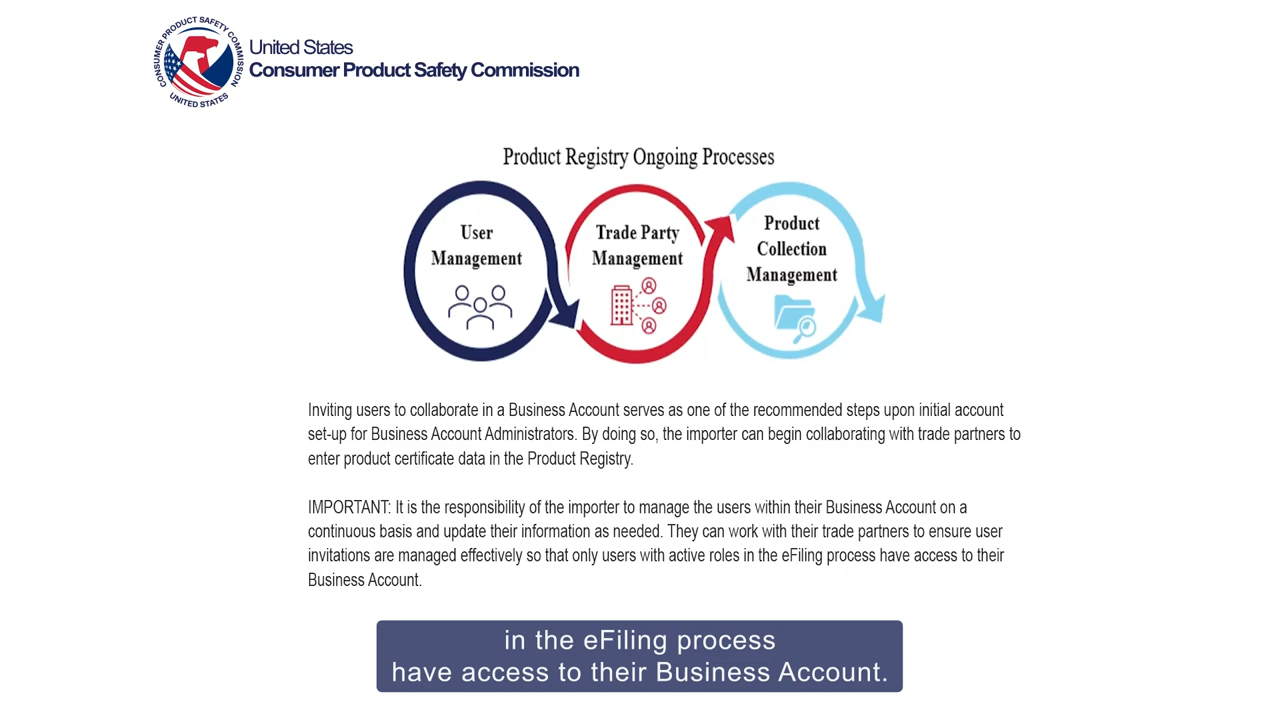 CONSUMER PRODUCT SAFETY COMMISSION
UNITED STATES
United States
Consumer Product Safety Commission
Product Registry Ongoing Processes
User
Management
Trade Party
Management
Product
Collection
Management
Inviting users to collaborate in a Business Account serves as one of the recommended steps upon initial account
set-up for Business Account Administrators. By doing so, the importer can begin collaborating with trade partners to
enter product certificate data in the Product Registry.
IMPORTANT: It is the responsibility of the importer to manage the users within their Business Account on a
continuous basis and update their information as needed. They can work with their trade partners to ensure user
invitations are managed effectively so that only users with active roles in the eFiling process have access to their
Business Account.
in the eFiling process
have access to their Business Account.